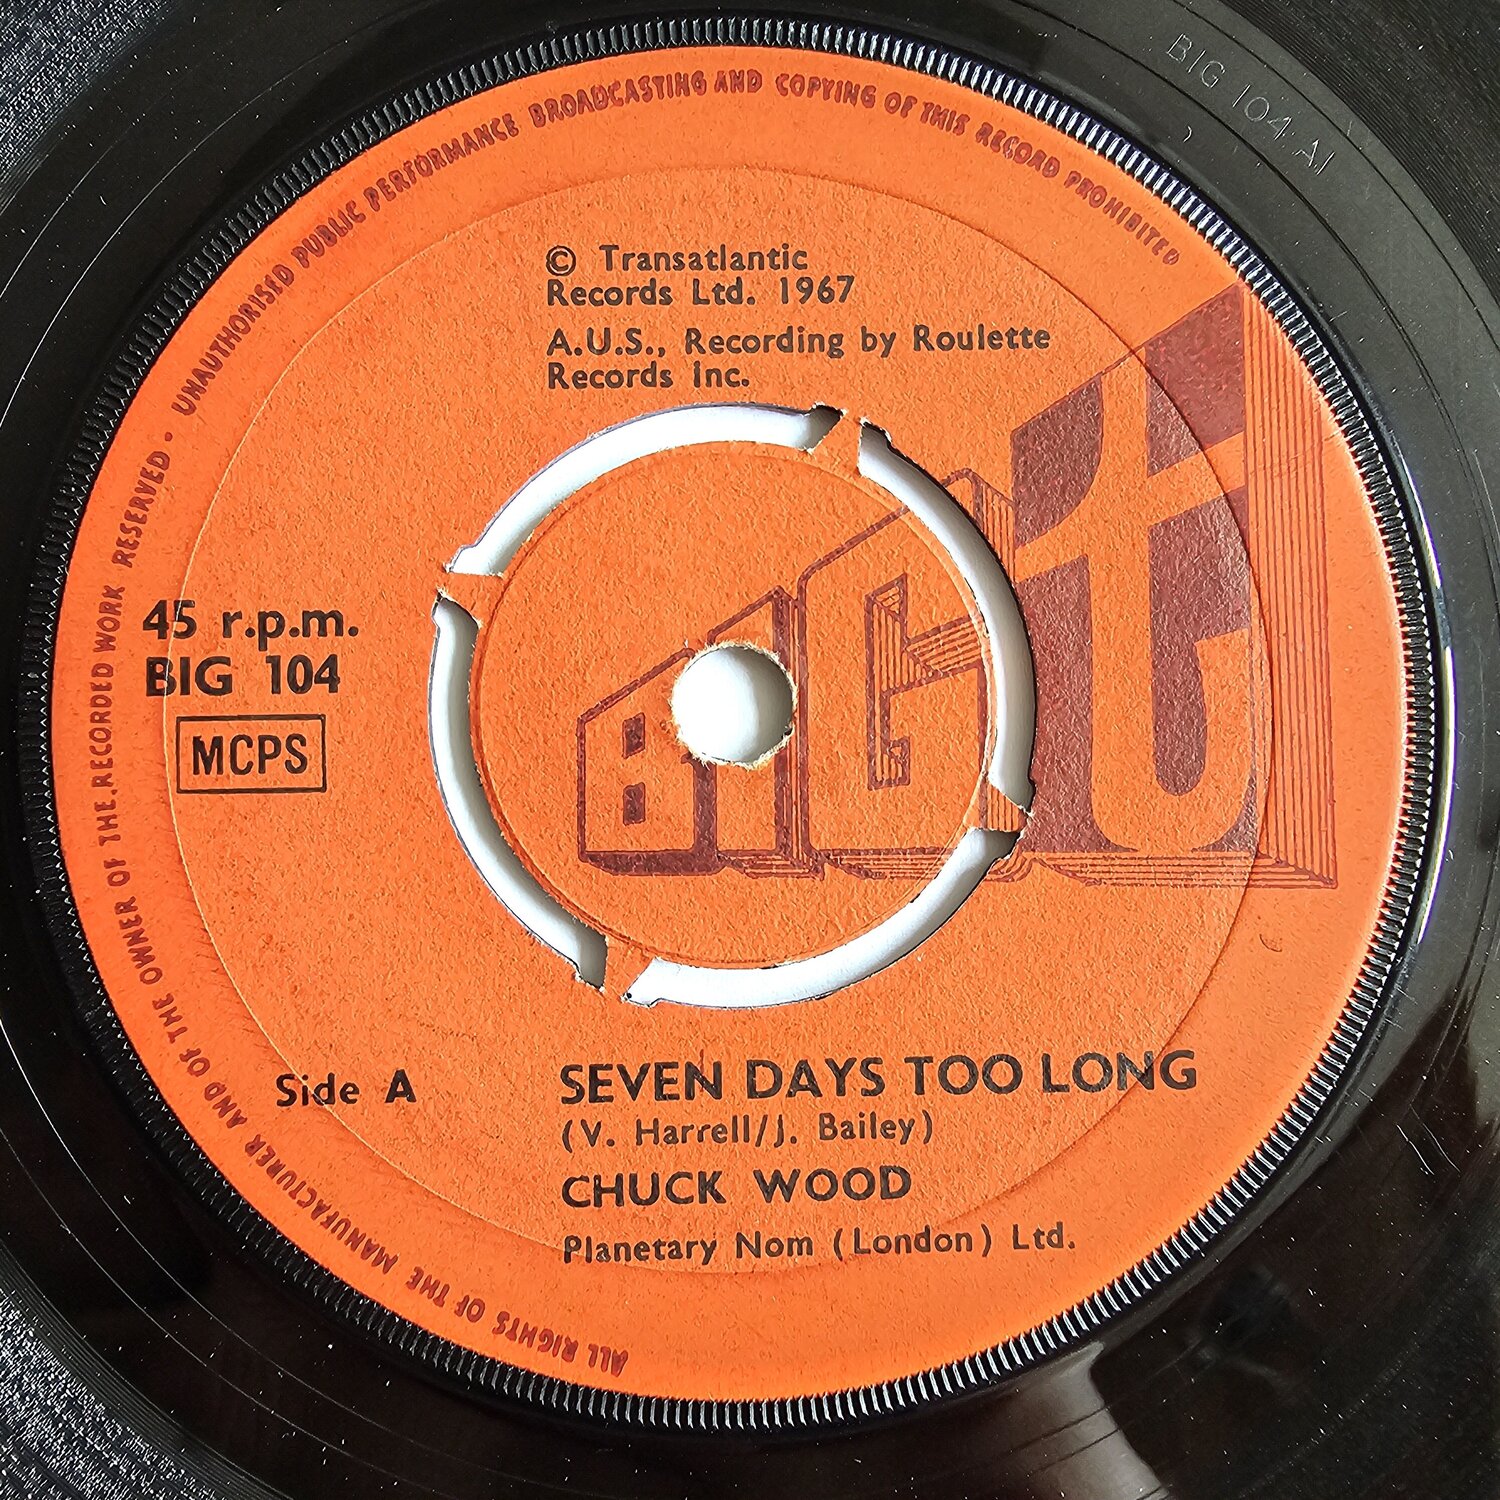 BIG 104 A1
ALL RIGHTS OF THE MANUFACTURER AND OF THE OWNER OF THE RECORDED WORK RESERVED · UNAUTHORISED PUBLIC PERFORMANCE BROADCASTING AND COPYING OF THIS RECORD PROHIBITED
© Transatlantic
Records Ltd. 1967
A.U.S., Recording by Roulette
Records Inc.
BIG t
45 r.p.m.
BIG 104
MCPS
Side A
SEVEN DAYS TOO LONG
(V. Harrell/J. Bailey)
CHUCK WOOD
Planetary Nom (London) Ltd.